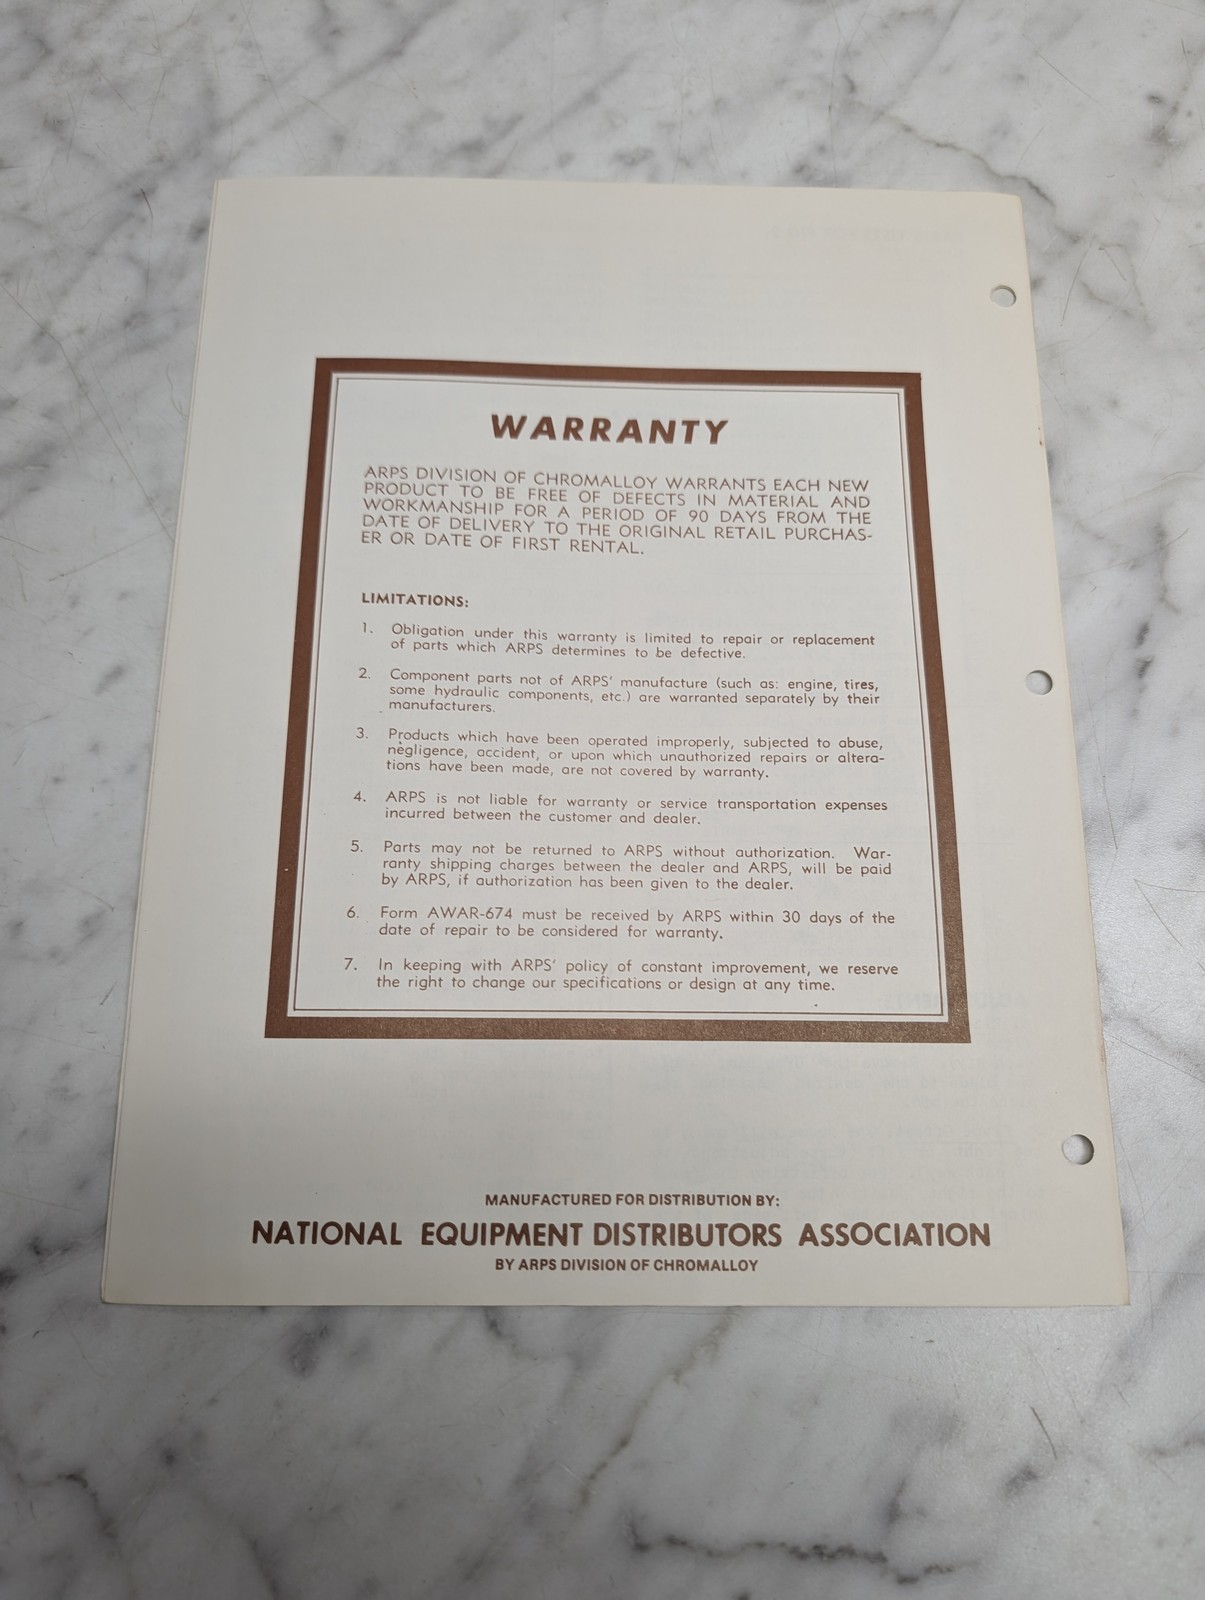 WARRANTY
ARPS DIVISION OF CHROMALLOY WARRANTS EACH NEW
PRODUCT TO BE FREE OF DEFECTS IN MATERIAL AND
WORKMANSHIP FOR A PERIOD OF 90 DAYS FROM THE
DATE OF DELIVERY TO THE ORIGINAL RETAIL PURCHAS-
ER OR DATE OF FIRST RENTAL.
LIMITATIONS:
1. Obligation under this warranty is limited to repair or replacement
of parts which ARPS determines to be defective.
2. Component parts not of ARPS' manufacture (such as: engine, tires,
some hydraulic components, etc.) are warranted separately by their
manufacturers.
3. Products which have been operated improperly, subjected to abuse,
negligence, accident, or upon which unauthorized repairs or altera-
tions have been made, are not covered by warranty.
4. ARPS is not liable for warranty or service transportation expenses
incurred between the customer and dealer.
5. Parts may not be returned to ARPS without authorization. War-
ranty shipping charges between the dealer and ARPS, will be paid
by ARPS, if authorization has been given to the dealer.
6. Form AWAR-674 must be received by ARPS within 30 days of the
date of repair to be considered for warranty.
7. In keeping with ARPS' policy of constant improvement, we reserve
the right to change our specifications or design at any time.
MANUFACTURED FOR DISTRIBUTION BY:
NATIONAL EQUIPMENT DISTRIBUTORS ASSOCIATION
BY ARPS DIVISION OF CHROMALLOY